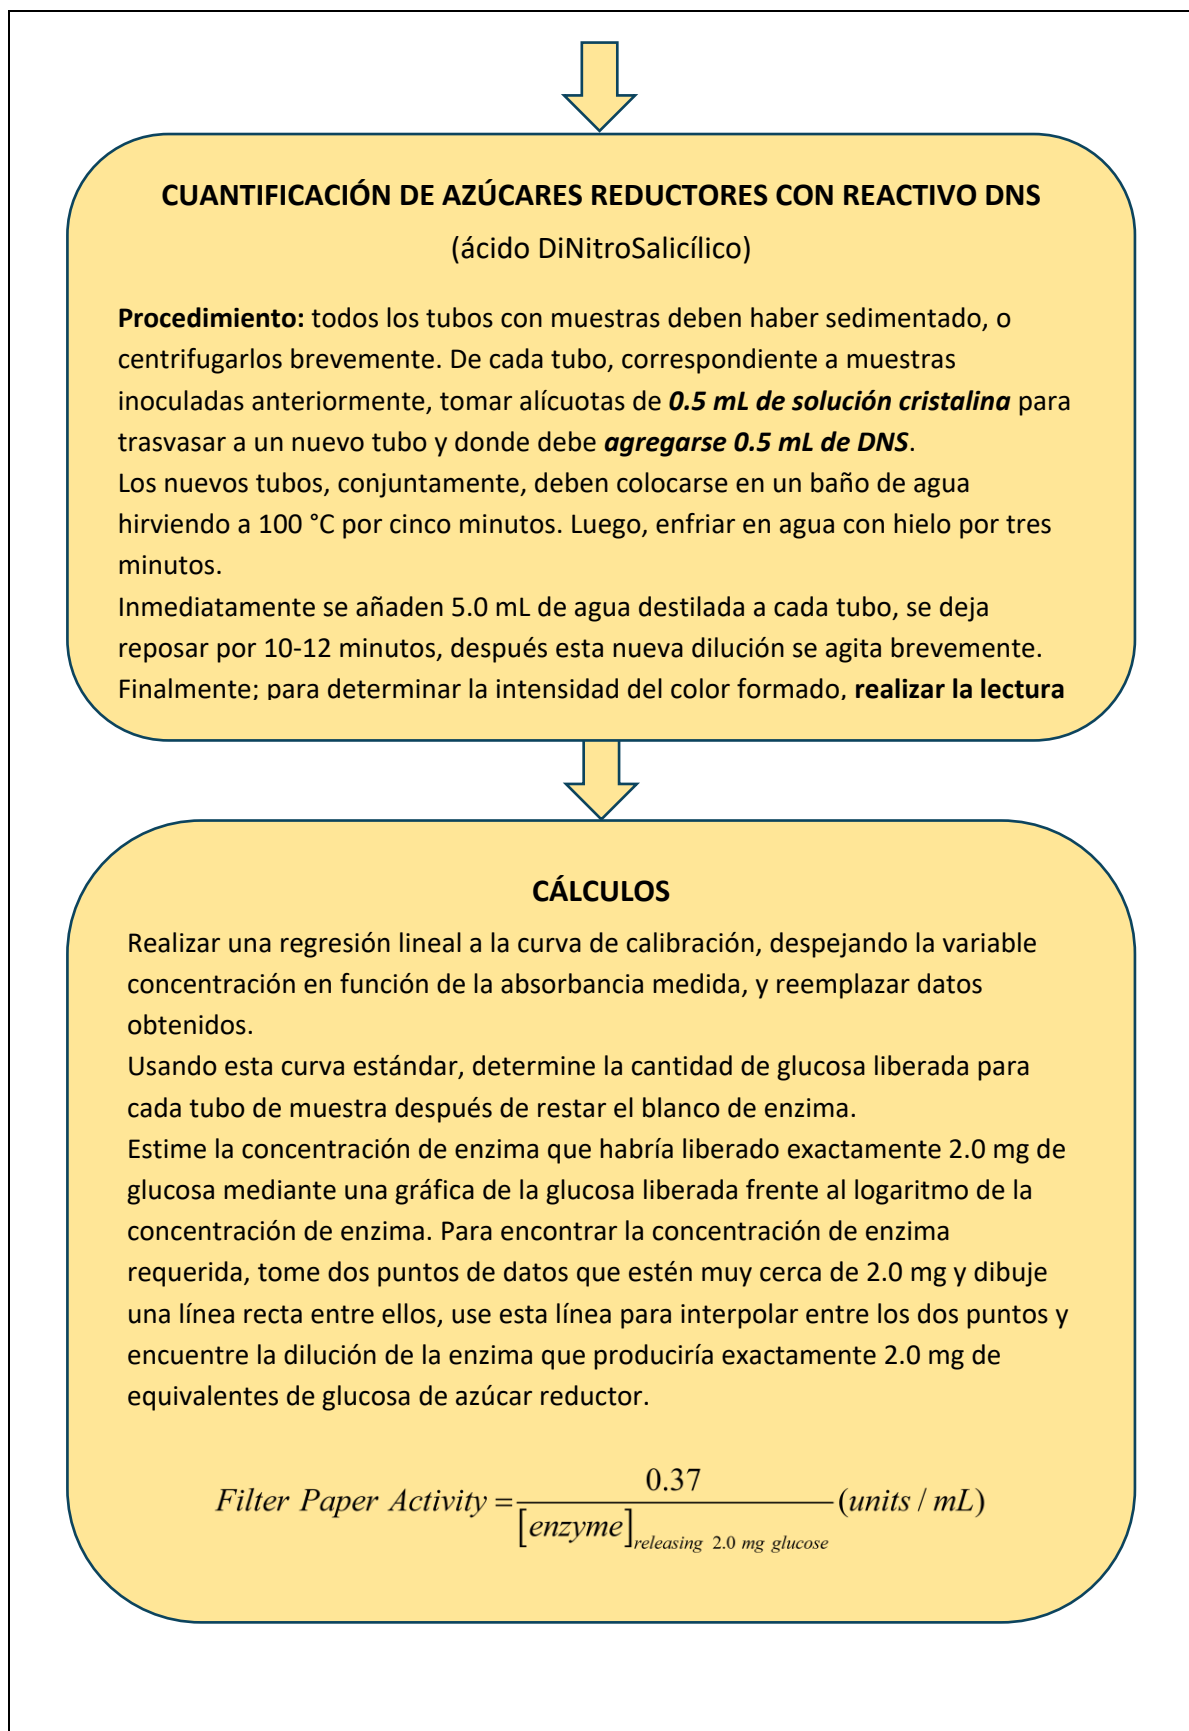 CUANTIFICACIÓN DE AZÚCARES REDUCTORES CON REACTIVO DNS
(ácido DiNitroSalicílico)
Procedimiento: todos los tubos con muestras deben haber sedimentado, o
centrifugarlos brevemente. De cada tubo, correspondiente a muestras
inoculadas anteriormente, tomar alícuotas de 0.5 mL de solución cristalina para
trasvasar a un nuevo tubo y donde debe agregarse 0.5 mL de DNS.
Los nuevos tubos, conjuntamente, deben colocarse en un baño de agua
hirviendo a 100 °C por cinco minutos. Luego, enfriar en agua con hielo por tres
minutos.
Inmediatamente se añaden 5.0 mL de agua destilada a cada tubo, se deja
reposar por 10-12 minutos, después esta nueva dilución se agita brevemente.
Finalmente; para determinar la intensidad del color formado, realizar la lectura
CÁLCULOS
Realizar una regresión lineal a la curva de calibración, despejando la variable
concentración en función de la absorbancia medida, y reemplazar datos
obtenidos.
Usando esta curva estándar, determine la cantidad de glucosa liberada para
cada tubo de muestra después de restar el blanco de enzima.
Estime la concentración de enzima que habría liberado exactamente 2.0 mg de
glucosa mediante una gráfica de la glucosa liberada frente al logaritmo de la
concentración de enzima. Para encontrar la concentración de enzima
requerida, tome dos puntos de datos que estén muy cerca de 2.0 mg y dibuje
una línea recta entre ellos, use esta línea para interpolar entre los dos puntos y
encuentre la dilución de la enzima que produciría exactamente 2.0 mg de
equivalentes de glucosa de azúcar reductor.
Filter Paper Activity = 0.37 / [enzyme]releasing 2.0 mg glucose (units / mL)